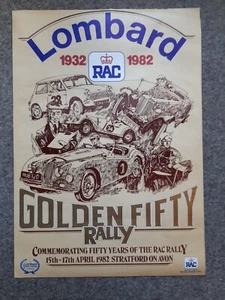 Lombard
1932 RAC 1982
GOLDEN FIFTY
RALLY
COMMEMORATING FIFTY YEARS OF THE RAC RALLY
15th-17th APRIL 1982 STRATFORD ON AVON
RAC